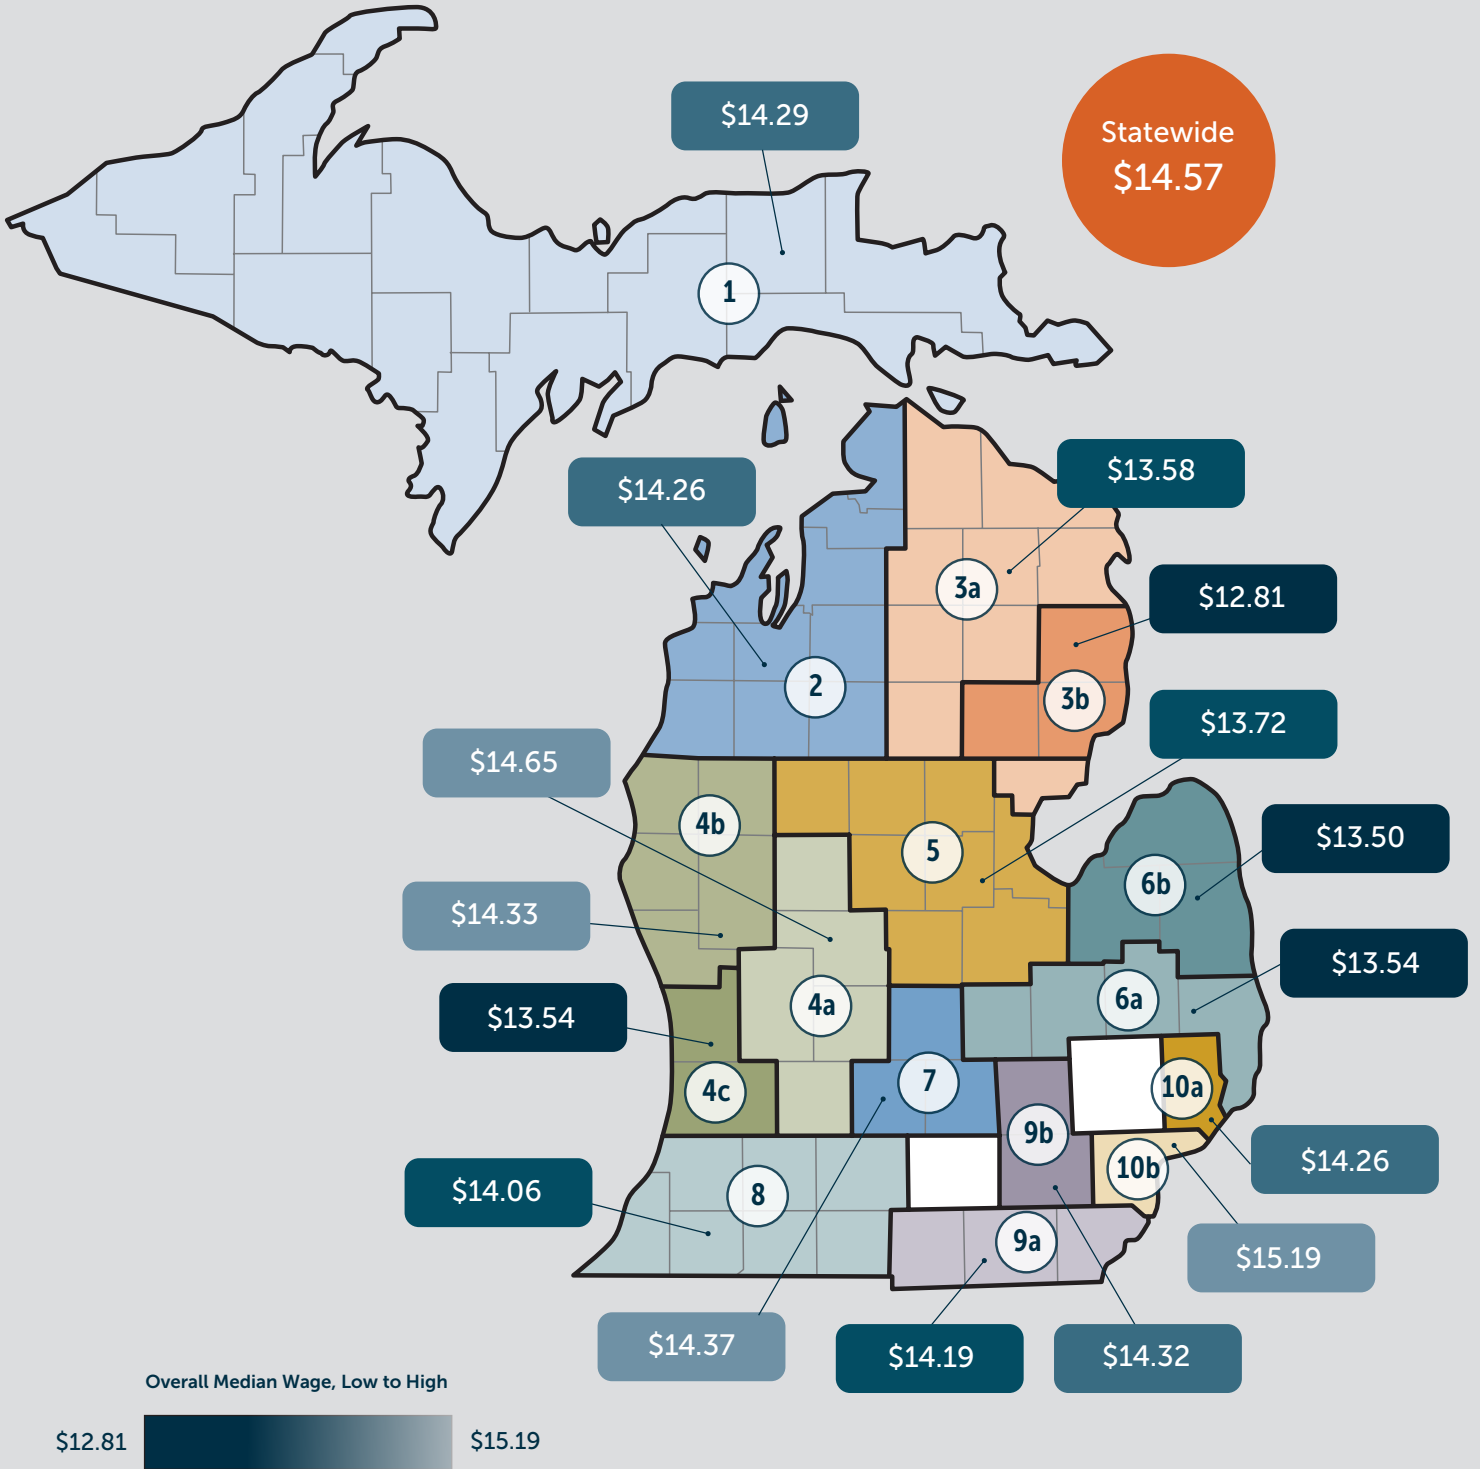 $14.29
Statewide
$14.57
1
$13.58
$14.26
3a
$12.81
2
3b
$13.72
$14.65
4b
5
$13.50
6b
$14.33
$13.54
4a
6a
$13.54
7
4c
10a
9b
10b
$14.26
8
$14.06
9a
$15.19
$14.37
$14.19
$14.32
Overall Median Wage, Low to High
$12.81
$15.19